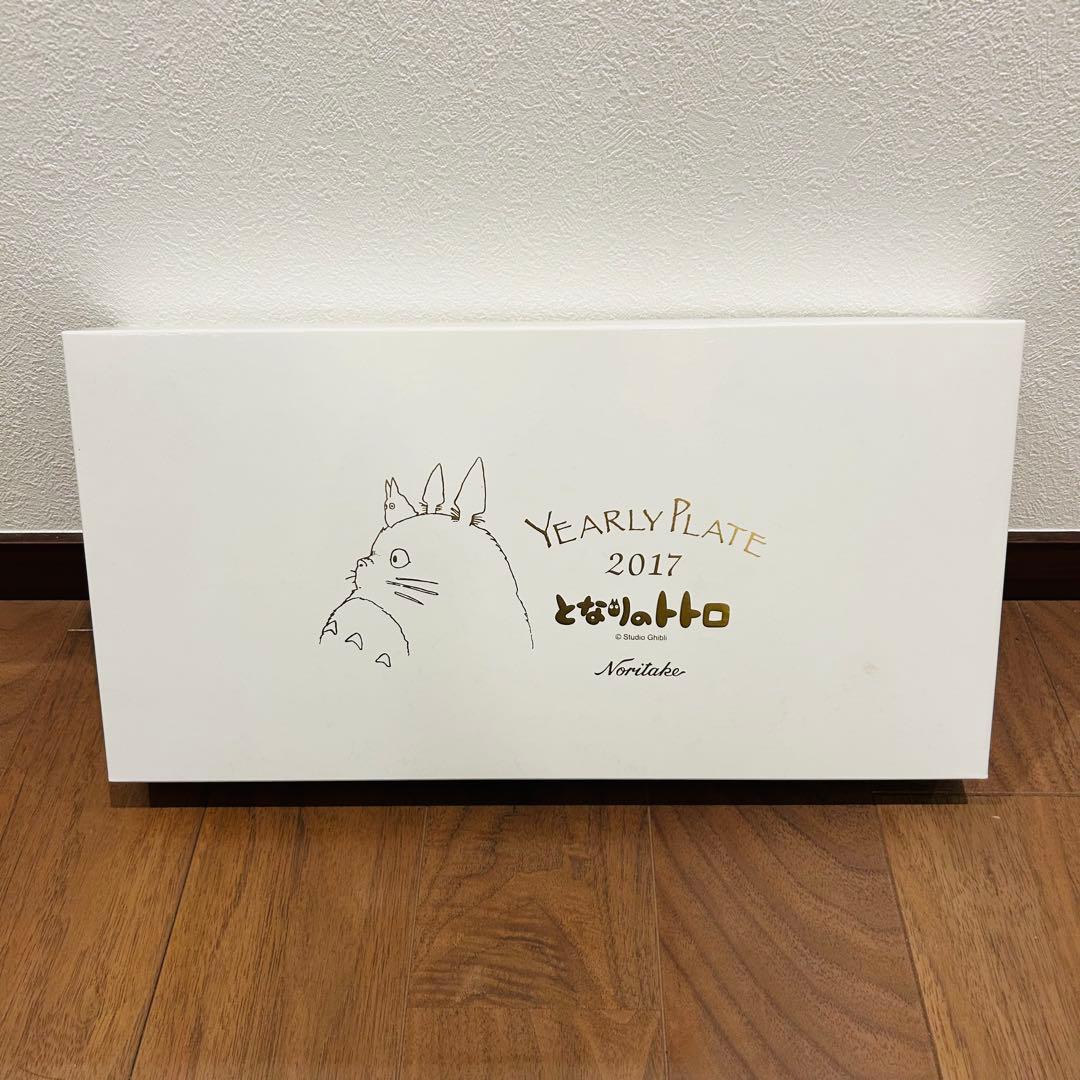 YEARLY PLATE
2017
となりのトトロ
© Studio Ghibli
Noritake